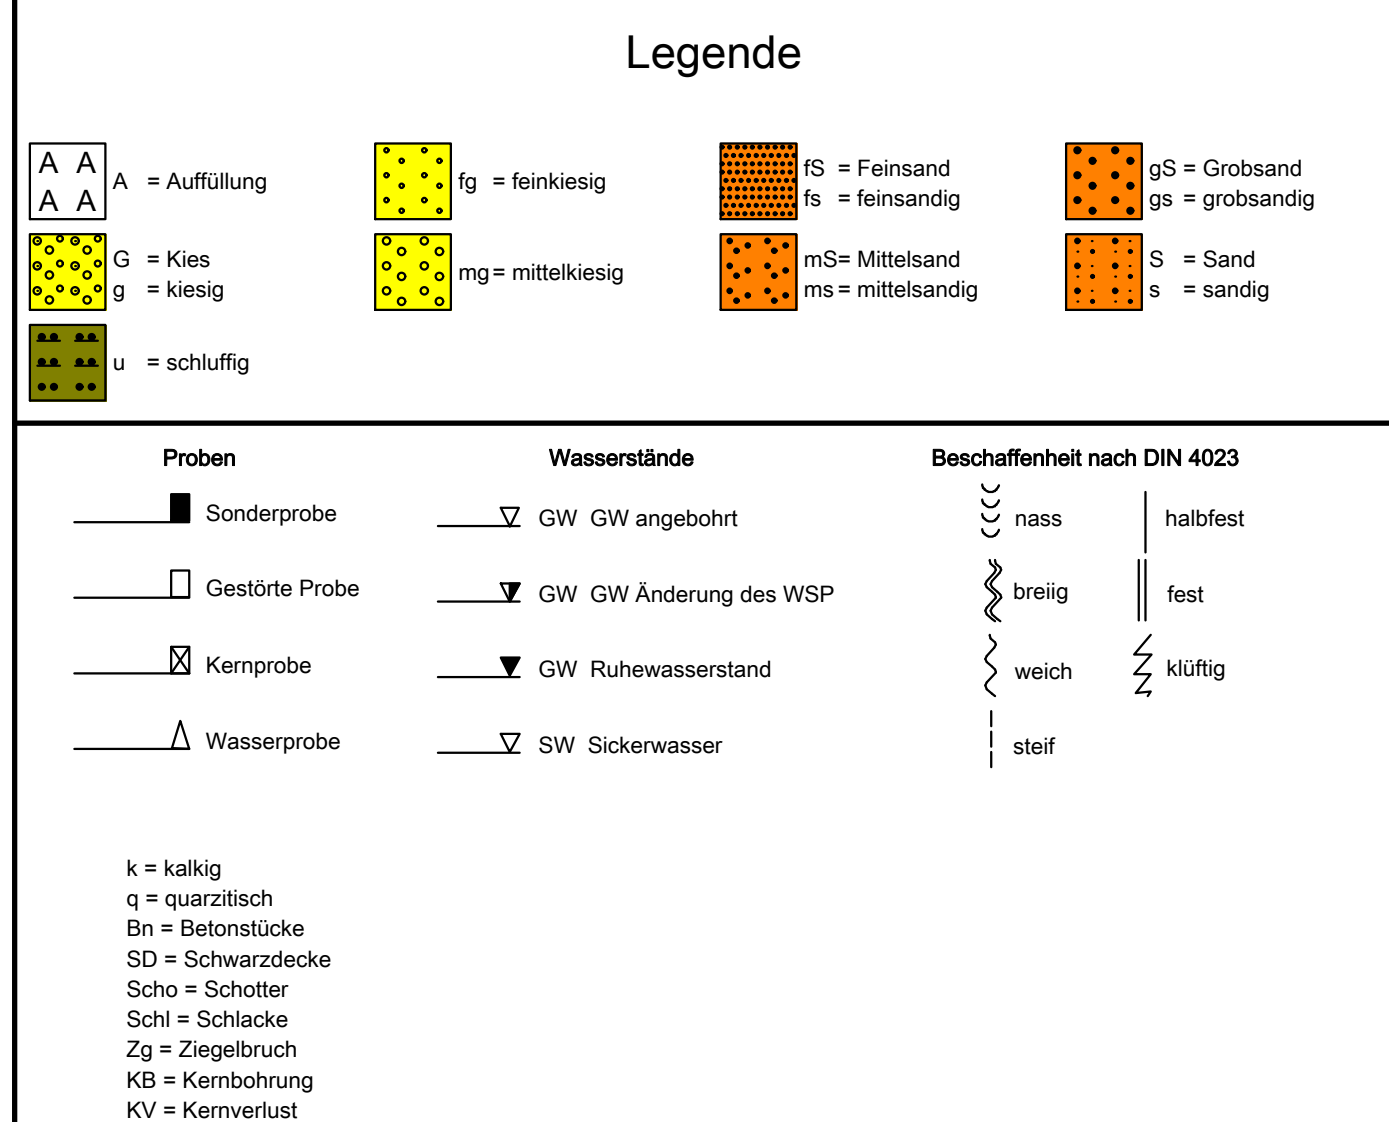 Legende
A A
A A
A = Auffüllung
fg = feinkiesig
fS = Feinsand
fs = feinsandig
gS = Grobsand
gs = grobsandig
G = Kies
g = kiesig
mg = mittelkiesig
mS = Mittelsand
ms = mittelsandig
S = Sand
s = sandig
u = schluffig
Proben
Sonderprobe
Gestörte Probe
Kernprobe
Wasserprobe
Wasserstände
GW GW angebohrt
GW GW Änderung des WSP
GW Ruhewasserstand
SW Sickerwasser
Beschaffenheit nach DIN 4023
nass
breiig
weich
steif
halbfest
fest
klüftig
k = kalkig
q = quarzitisch
Bn = Betonstücke
SD = Schwarzdecke
Scho = Schotter
Schl = Schlacke
Zg = Ziegelbruch
KB = Kernbohrung
KV = Kernverlust